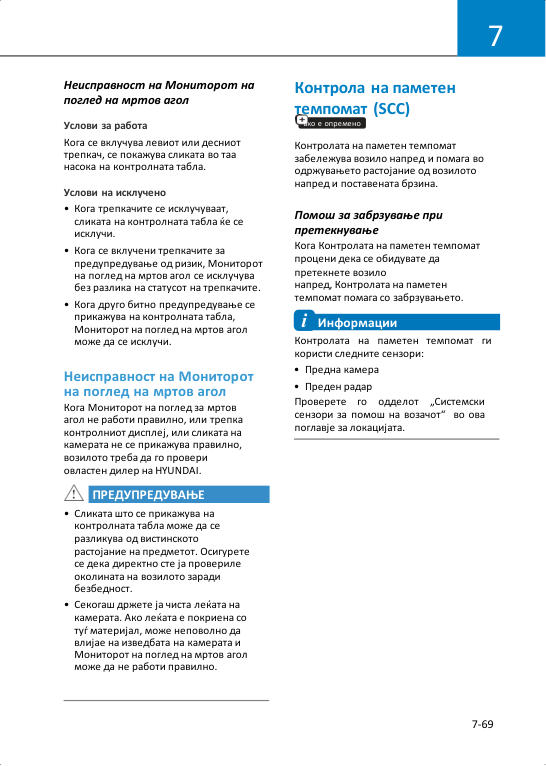 7
Неисправност на Мониторот на
поглед на мртов агол
Услови за работа
Кога се вклучува левиот или десниот
трепкач, се покажува сликата во таа
насока на контролната табла.
Услови на исклучено
• Кога трепкачите се исклучуваат,
сликата на контролната табла ќе се
исклучи.
• Кога се вклучени трепкачите за
предупредување од ризик, Мониторот
на поглед на мртов агол се исклучува
без разлика на статусот на трепкачите.
• Кога друго битно предупредување се
прикажува на контролната табла,
Мониторот на поглед на мртов агол
може да се исклучи.
Неисправност на Мониторот
на поглед на мртов агол
Кога Мониторот на поглед за мртов
агол не работи правилно, или трепка
контролниот дисплеј, или сликата на
камерата не се прикажува правилно,
возилото треба да го провери
овластен дилер на HYUNDAI.
ПРЕДУПРЕДУВАЊЕ
• Сликата што се прикажува на
контролната табла може да се
разликува од вистинското
растојание на предметот. Осигурете
се дека директно сте ја провериле
околината на возилото заради
безбедност.
• Секогаш држете ја чиста леќата на
камерата. Ако леќата е покриена со
туѓ материјал, може неповолно да
влијае на изведбата на камерата и
Мониторот на поглед на мртов агол
може да не работи правилно.
Контрола на паметен
темпомат (SCC)
ако е опремено
Контролата на паметен темпомат
забележува возило напред и помага во
одржувањето растојание од возилото
напред и поставената брзина.
Помош за забрзување при
претекнување
Кога Контролата на паметен темпомат
процени дека се обидувате да
претекнете возило
напред, Контролата на паметен
темпомат помага со забрзувањето.
i Информации
Контролата на паметен темпомат ги
користи следните сензори:
• Предна камера
• Преден радар
Проверете го одделот „Системски
сензори за помош на возачот“ во ова
поглавје за локацијата.
7-69